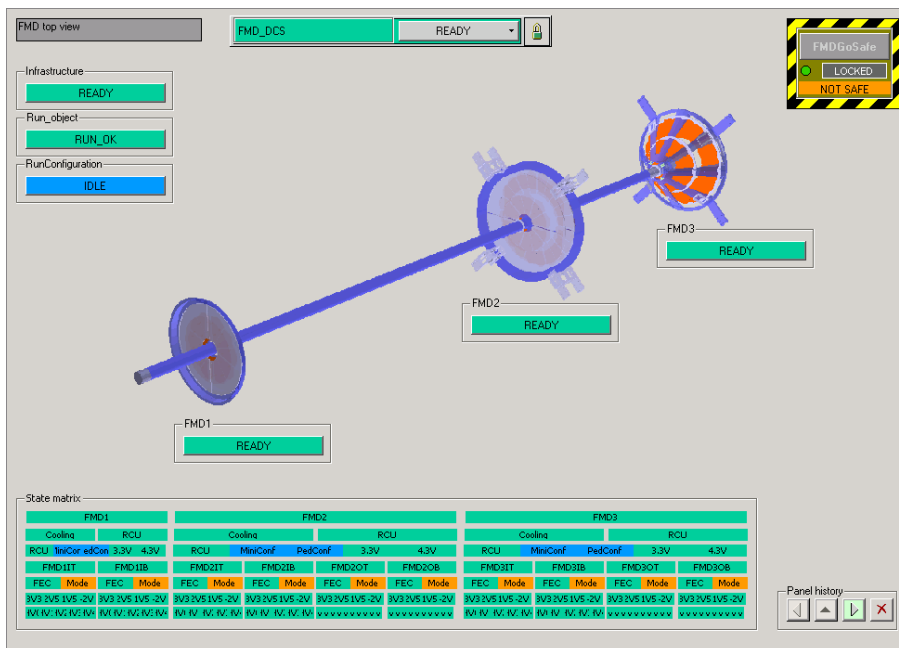 FMD top view
FMD_DCS READY
FMDGoSafe
LOCKED
NOT SAFE
Infrastructure
READY
Run_object
RUN_OK
RunConfiguration
IDLE
FMD3
READY
FMD2
READY
FMD1
READY
State matrix
FMD1 FMD2 FMD3
Cooling RCU Cooling RCU Cooling RCU
RCU edCon 3.3V 4.3V RCU MiniConf PedConf 3.3V 4.3V RCU MiniConf PedConf 3.3V 4.3V
FMD1IT FMD1IB FMD2IT FMD2IB FMD2OT FMD2OB FMD3IT FMD3IB FMD3OT FMD3OB
FEC Mode FEC Mode FEC Mode FEC Mode FEC Mode FEC Mode FEC Mode FEC Mode FEC Mode FEC Mode
Panel history